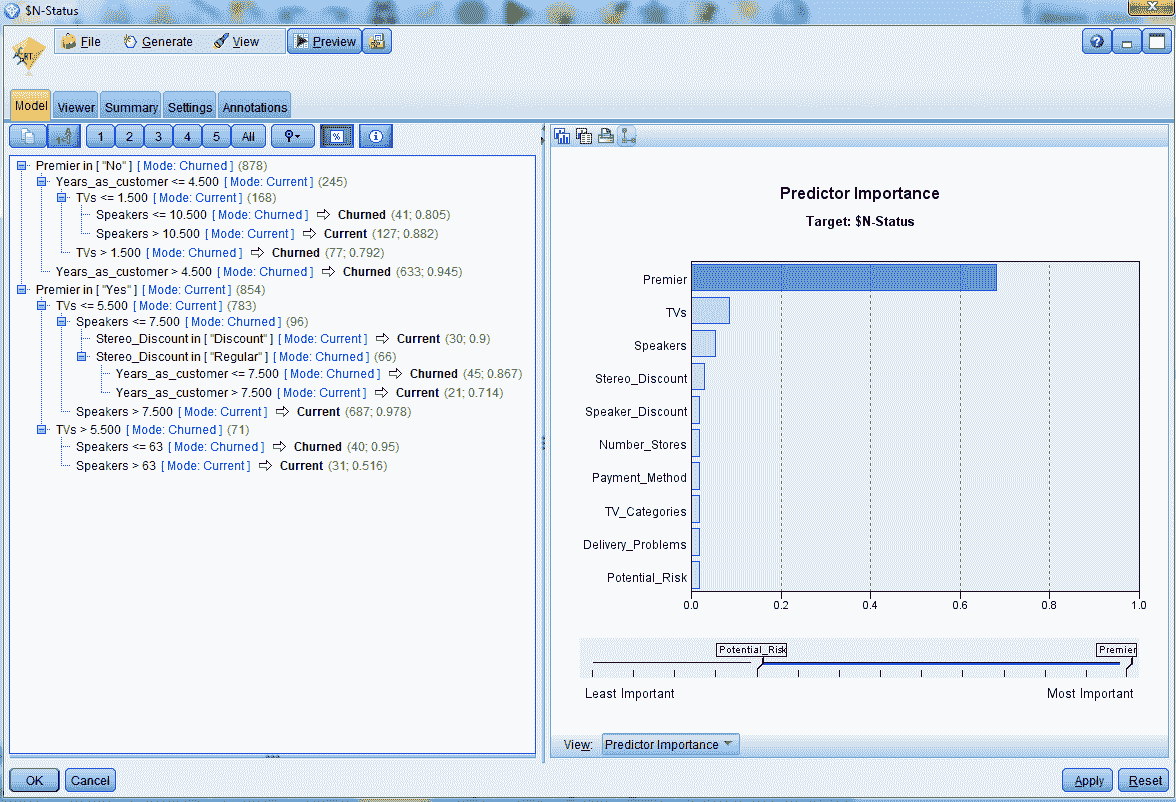 $N-Status
File Generate View Preview
Model Viewer Summary Settings Annotations
1 2 3 4 5 All %
Premier in [ "No" ] [ Mode: Churned ] (878)
Years_as_customer <= 4.500 [ Mode: Current ] (245)
TVs <= 1.500 [ Mode: Current ] (168)
Speakers <= 10.500 [ Mode: Churned ] ⇨ Churned (41; 0.805)
Speakers > 10.500 [ Mode: Current ] ⇨ Current (127; 0.882)
TVs > 1.500 [ Mode: Churned ] ⇨ Churned (77; 0.792)
Years_as_customer > 4.500 [ Mode: Churned ] ⇨ Churned (633; 0.945)
Premier in [ "Yes" ] [ Mode: Current ] (854)
TVs <= 5.500 [ Mode: Current ] (783)
Speakers <= 7.500 [ Mode: Churned ] (96)
Stereo_Discount in [ "Discount" ] [ Mode: Current ] ⇨ Current (30; 0.9)
Stereo_Discount in [ "Regular" ] [ Mode: Churned ] (66)
Years_as_customer <= 7.500 [ Mode: Churned ] ⇨ Churned (45; 0.867)
Years_as_customer > 7.500 [ Mode: Current ] ⇨ Current (21; 0.714)
Speakers > 7.500 [ Mode: Current ] ⇨ Current (687; 0.978)
TVs > 5.500 [ Mode: Churned ] (71)
Speakers <= 63 [ Mode: Churned ] ⇨ Churned (40; 0.95)
Speakers > 63 [ Mode: Current ] ⇨ Current (31; 0.516)
Predictor Importance
Target: $N-Status
Premier
TVs
Speakers
Stereo_Discount
Speaker_Discount
Number_Stores
Payment_Method
TV_Categories
Delivery_Problems
Potential_Risk
0.0 0.2 0.4 0.6 0.8 1.0
Potential_Risk Premier
Least Important Most Important
View: Predictor Importance
OK Cancel Apply Reset